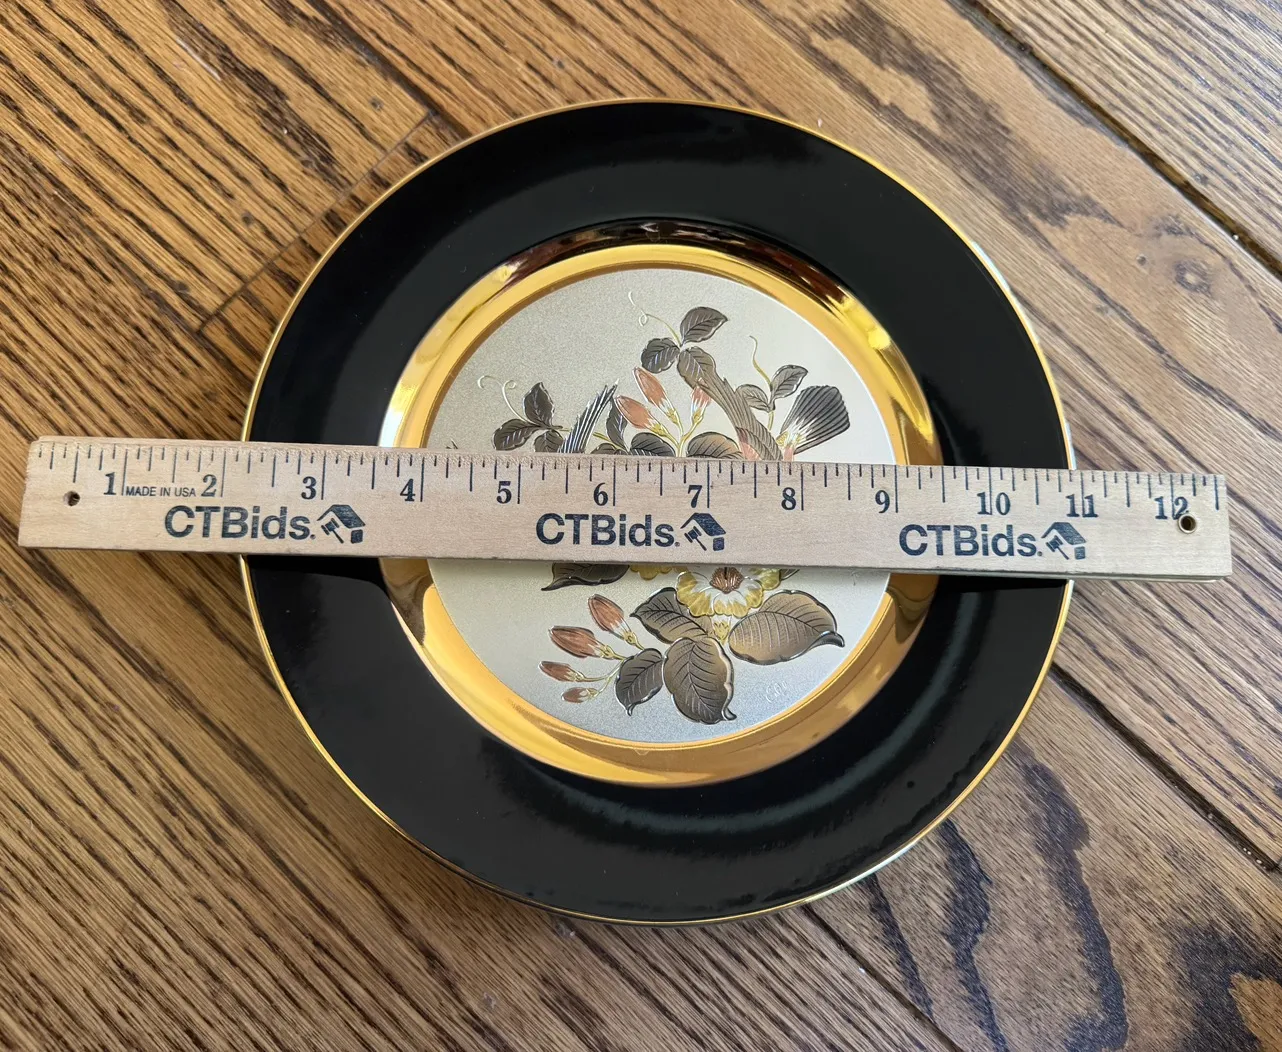 1 2 3 4 5 6 7 8 9 10 11 12
MADE IN USA
CTBids. CTBids. CTBids.